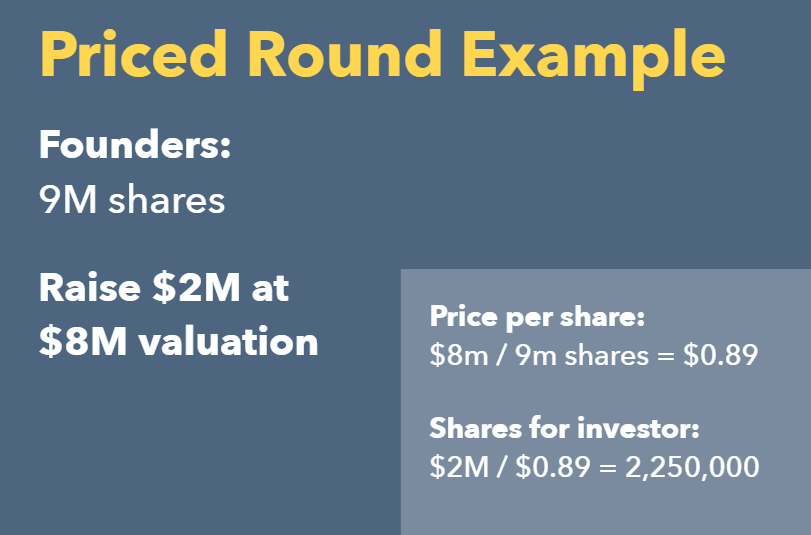 Priced Round Example
Founders:
9M shares
Raise $2M at
$8M valuation
Price per share:
$8m / 9m shares = $0.89
Shares for investor:
$2M / $0.89 = 2,250,000